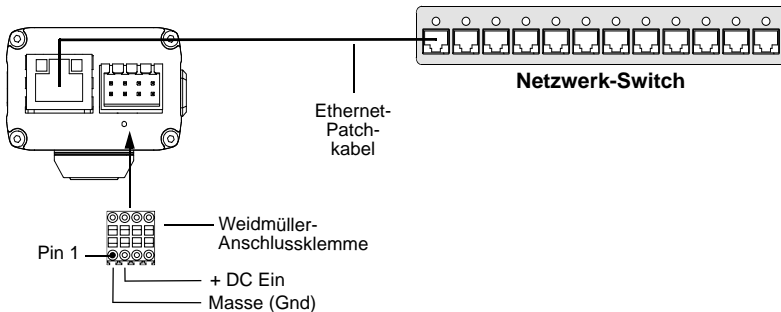 Netzwerk-Switch
Ethernet-
Patch-
kabel
Weidmüller-
Anschlussklemme
Pin 1
+ DC Ein
Masse (Gnd)